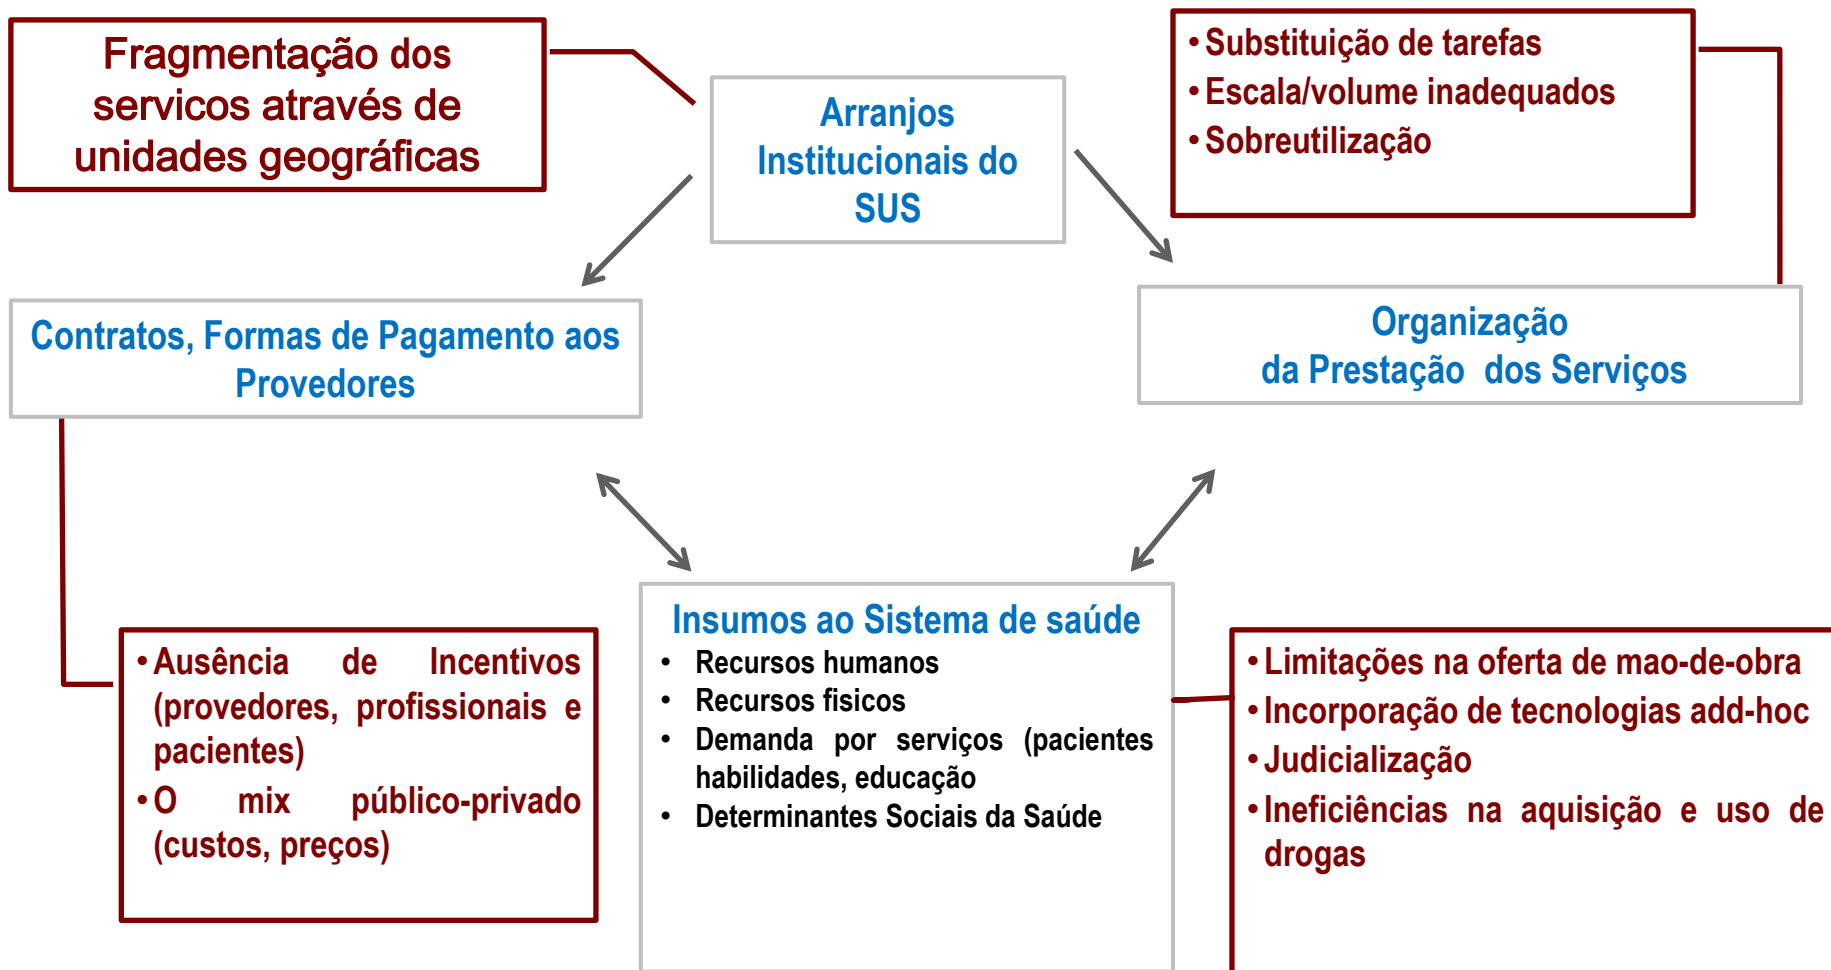 Fragmentação dos
servicos através de
unidades geográficas
Arranjos
Institucionais do
SUS
• Substituição de tarefas
• Escala/volume inadequados
• Sobreutilização
Contratos, Formas de Pagamento aos
Provedores
Organização
da Prestação dos Serviços
• Ausência de Incentivos
(provedores, profissionais e
pacientes)
• O mix público-privado
(custos, preços)
Insumos ao Sistema de saúde
• Recursos humanos
• Recursos fisicos
• Demanda por serviços (pacientes
habilidades, educação
• Determinantes Sociais da Saúde
• Limitações na oferta de mao-de-obra
• Incorporação de tecnologias add-hoc
• Judicialização
• Ineficiências na aquisição e uso de
drogas